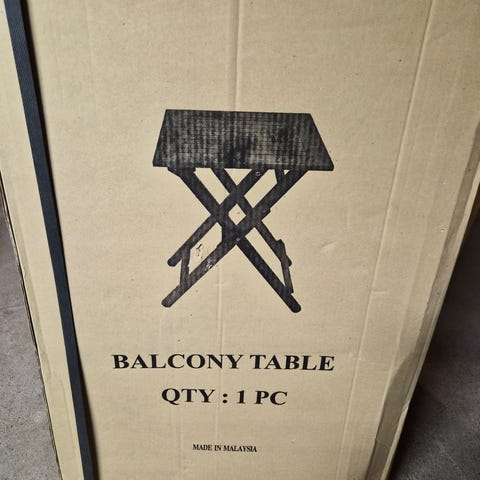 BALCONY TABLE
QTY : 1 PC
MADE IN MALAYSIA